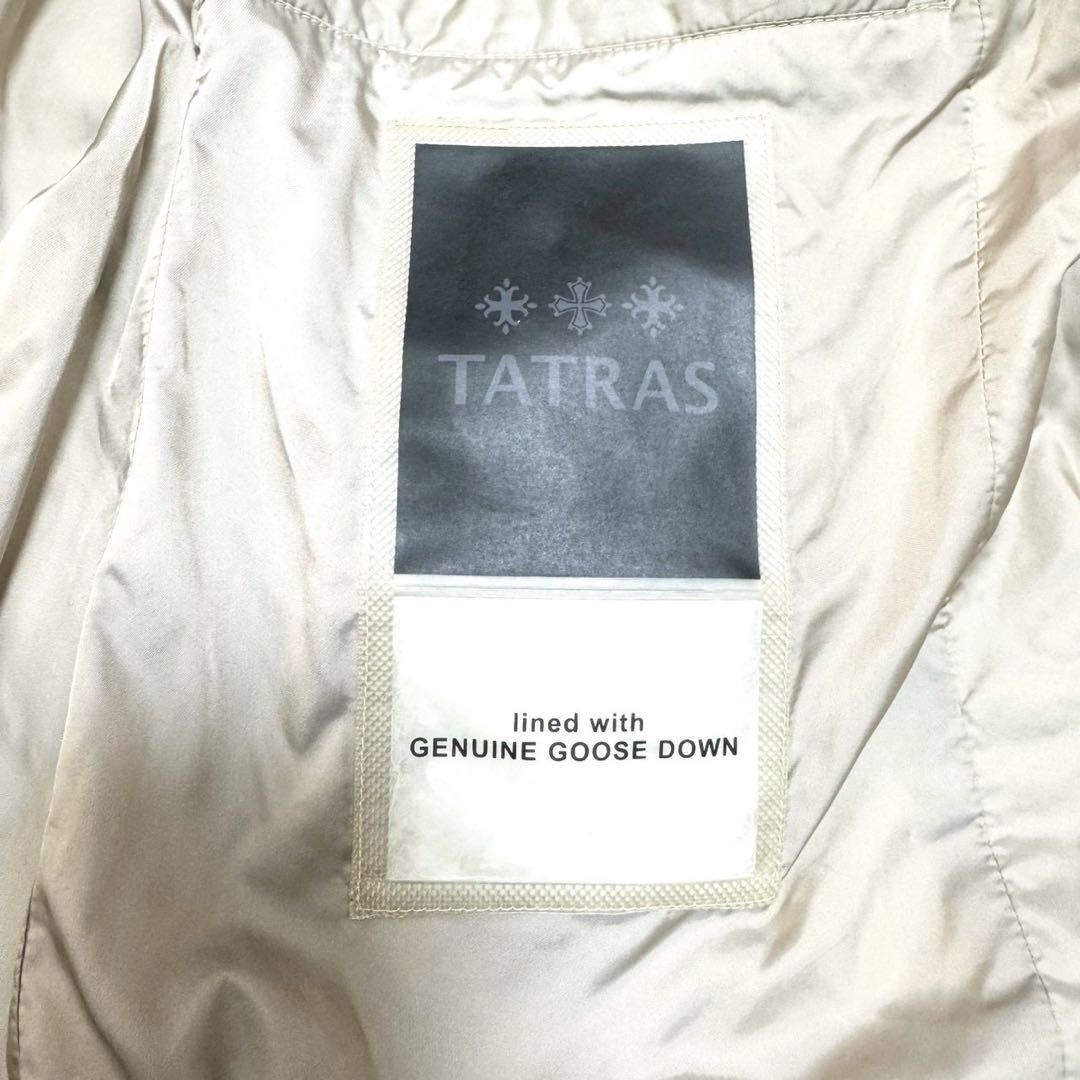 TATRAS
lined with
GENUINE GOOSE DOWN